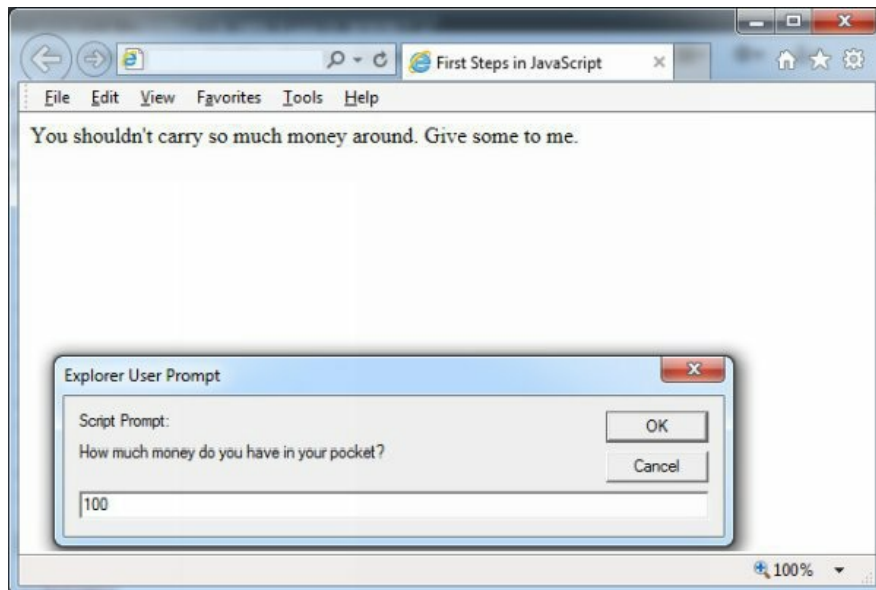 First Steps in JavaScript
File Edit View Favorites Tools Help
You shouldn't carry so much money around. Give some to me.
Explorer User Prompt
Script Prompt:
OK
How much money do you have in your pocket?
Cancel
100
100%